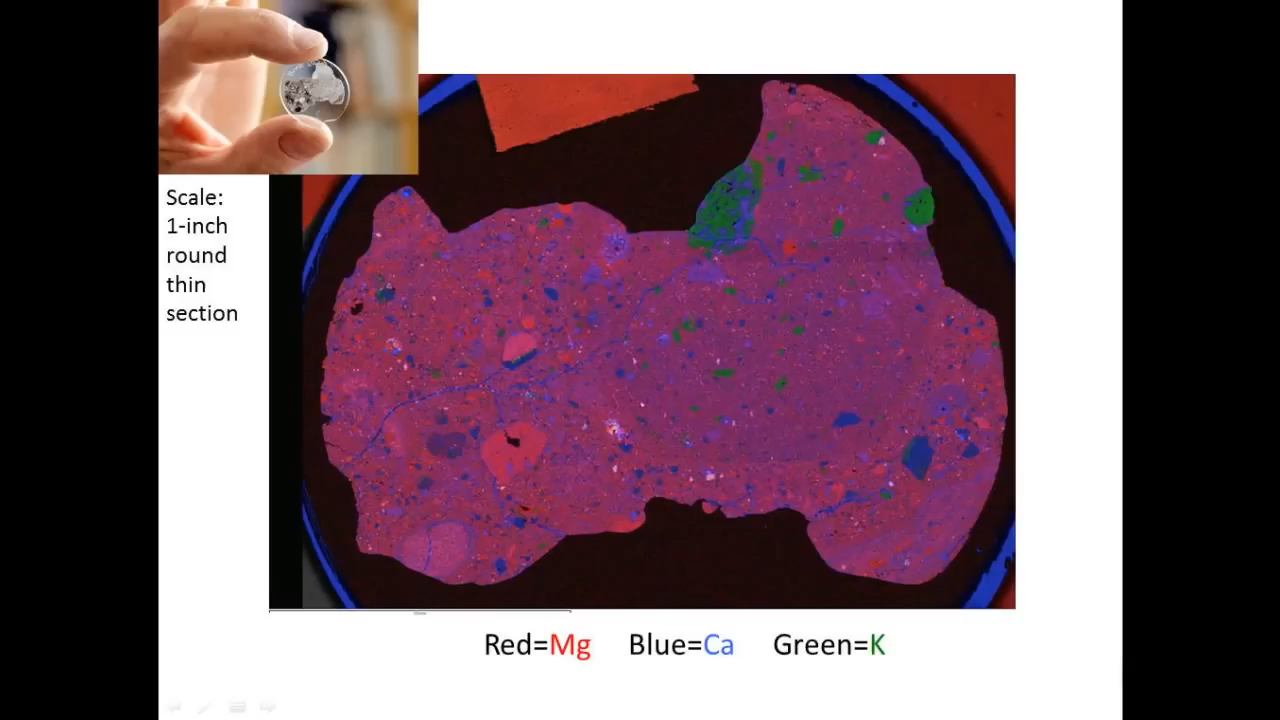 Scale:
1-inch
round
thin
section
Red=Mg Blue=Ca Green=K